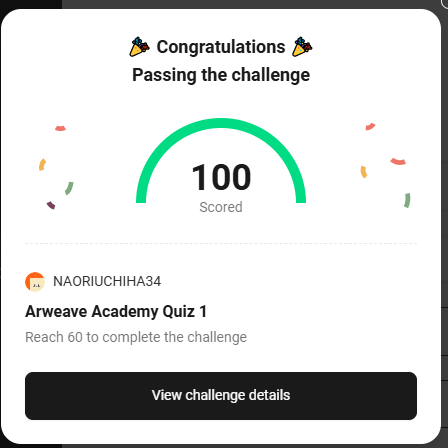 🎉 Congratulations 🎉
Passing the challenge
100
Scored
NAORIUCHIHA34
Arweave Academy Quiz 1
Reach 60 to complete the challenge
View challenge details